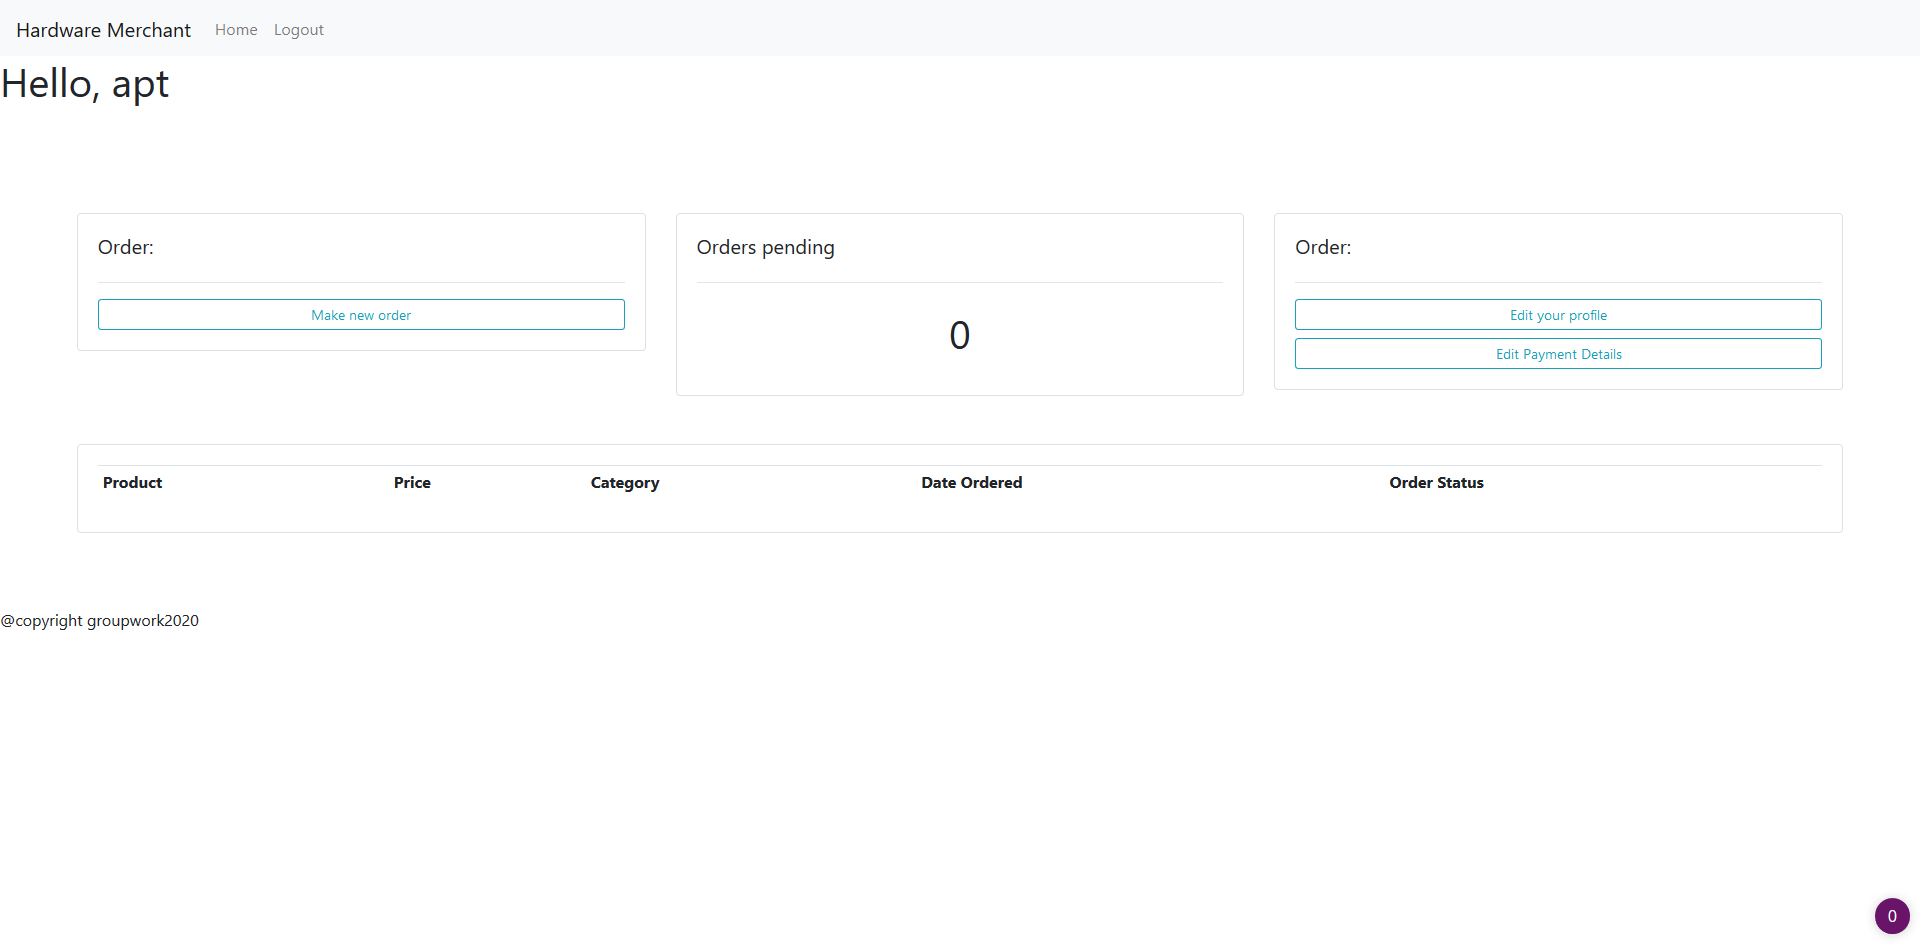 Hardware Merchant Home Logout
Hello, apt
Order:
Make new order
Orders pending
0
Order:
Edit your profile
Edit Payment Details
Product Price Category Date Ordered Order Status
@copyright groupwork2020
0